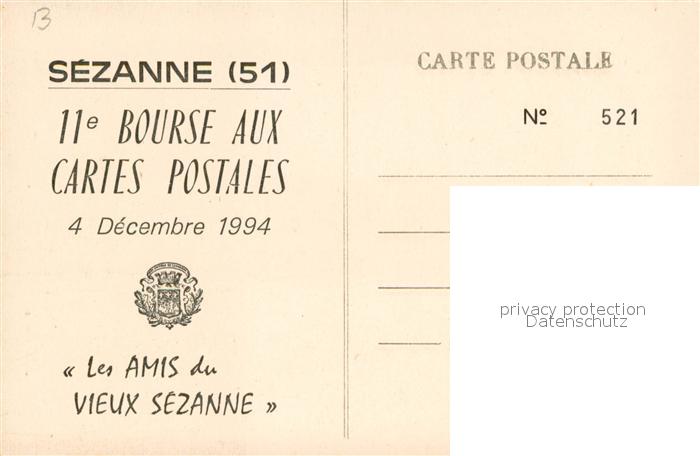 13
SÉZANNE (51)
11e BOURSE AUX
CARTES POSTALES
4 Décembre 1994
« Les AMIS du
VIEUX SÉZANNE »
CARTE POSTALE
Nº 521
privacy protection
Datenschutz